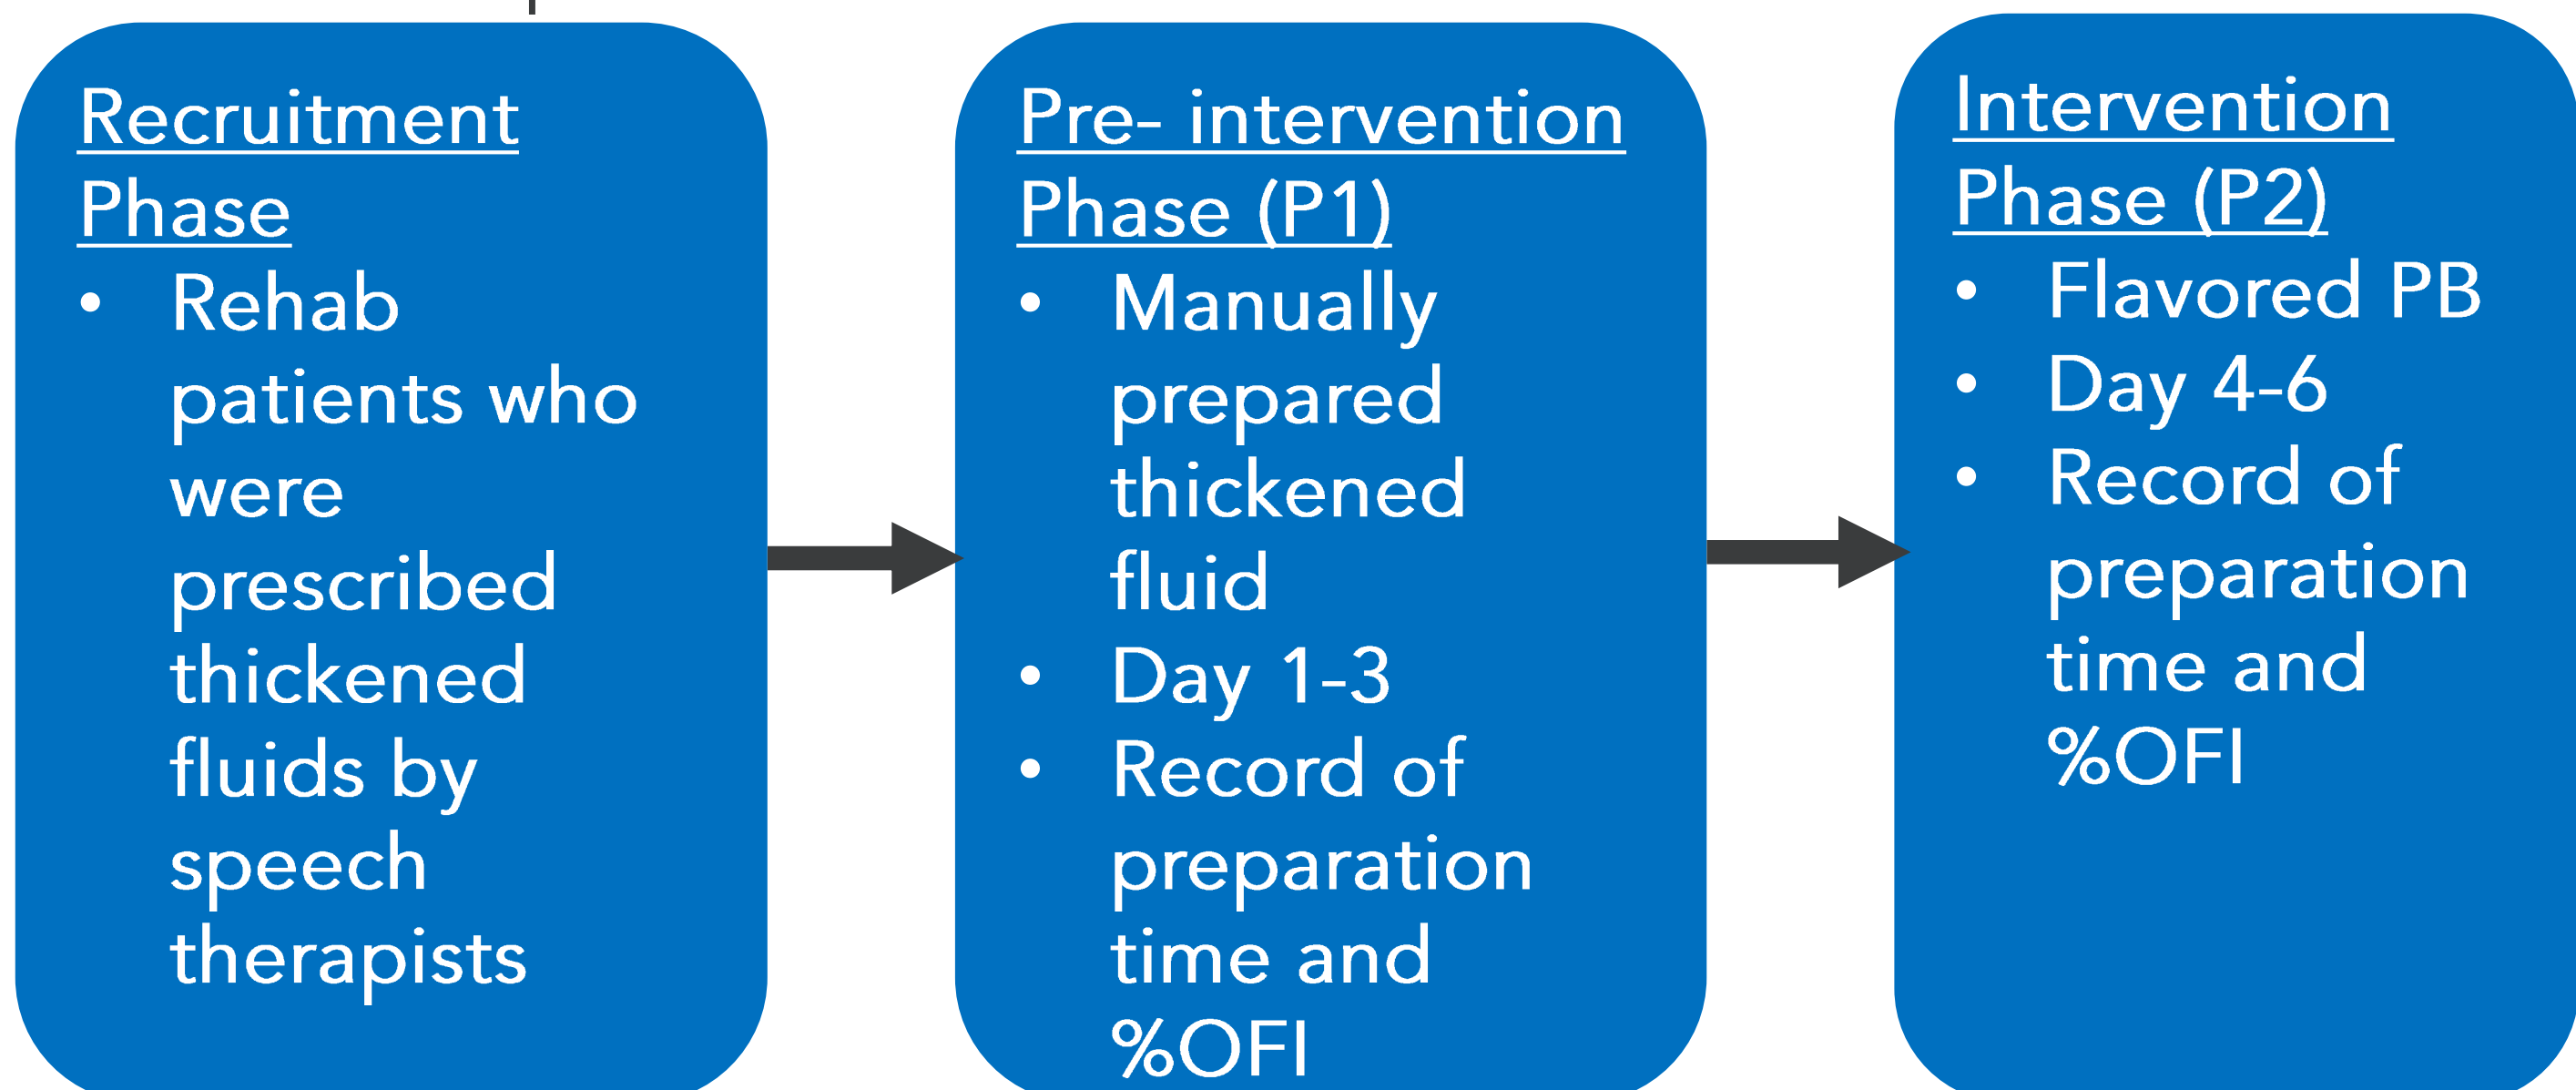 Recruitment
Phase
• Rehab
patients who
were
prescribed
thickened
fluids by
speech
therapists
Pre- intervention
Phase (P1)
• Manually
prepared
thickened
fluid
• Day 1-3
• Record of
preparation
time and
%OFI
Intervention
Phase (P2)
• Flavored PB
• Day 4-6
• Record of
preparation
time and
%OFI